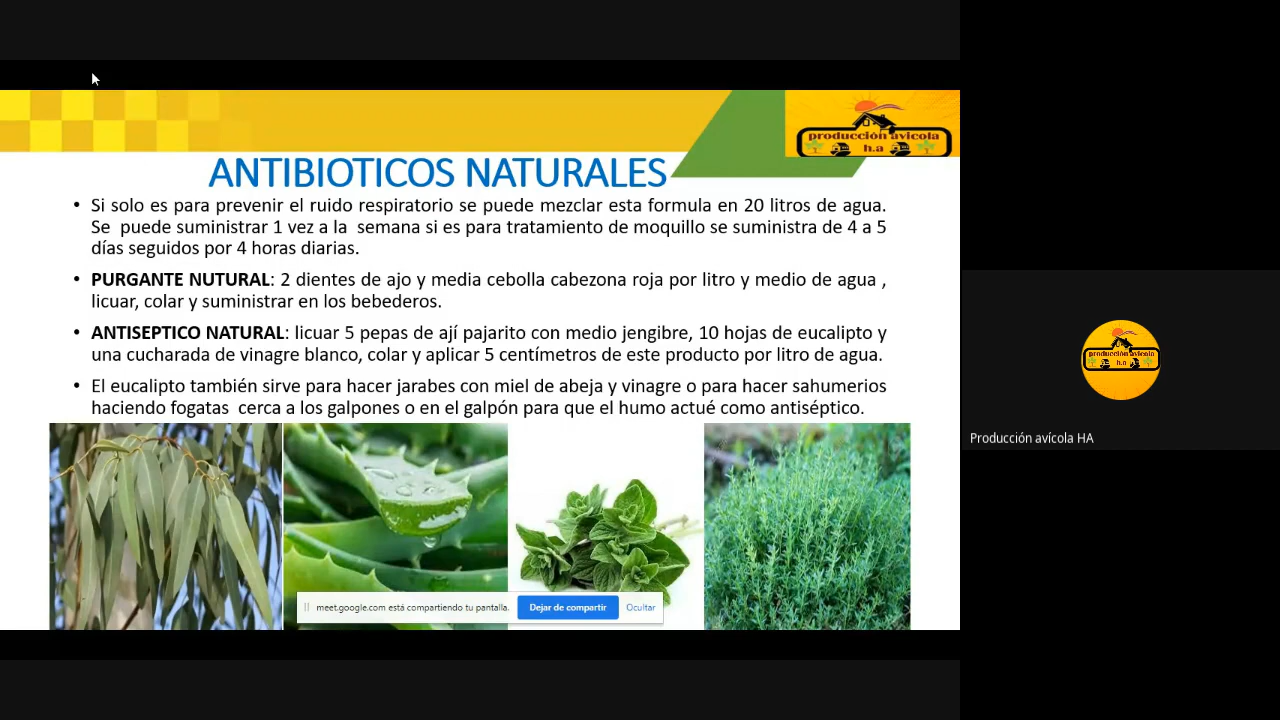 producción avicola
h.a
ANTIBIOTICOS NATURALES
• Si solo es para prevenir el ruido respiratorio se puede mezclar esta formula en 20 litros de agua.
Se puede suministrar 1 vez a la semana si es para tratamiento de moquillo se suministra de 4 a 5
días seguidos por 4 horas diarias.
• PURGANTE NUTURAL: 2 dientes de ajo y media cebolla cabezona roja por litro y medio de agua ,
licuar, colar y suministrar en los bebederos.
• ANTISEPTICO NATURAL: licuar 5 pepas de ají pajarito con medio jengibre, 10 hojas de eucalipto y
una cucharada de vinagre blanco, colar y aplicar 5 centímetros de este producto por litro de agua.
• El eucalipto también sirve para hacer jarabes con miel de abeja y vinagre o para hacer sahumerios
haciendo fogatas cerca a los galpones o en el galpón para que el humo actué como antiséptico.
meet.google.com está compartiendo tu pantalla. Dejar de compartir Ocultar
producción avicola
h.a
Producción avícola HA